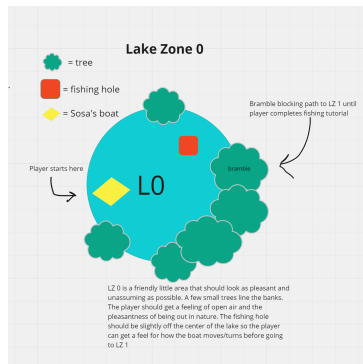 Lake Zone 0
= tree
= fishing hole
= Sosa's boat
Bramble blocking path to LZ 1 until
player completes fishing tutorial
Player starts here
bramble
L0
LZ 0 is a friendly little area that should look as pleasant and
unassuming as possible. A few small trees line the banks.
The player should get a feeling of open air and the
pleasantness of being out in nature. The fishing hole
should be slightly off the center of the lake so the player
can get a feel for how the boat moves/turns before going
to LZ 1